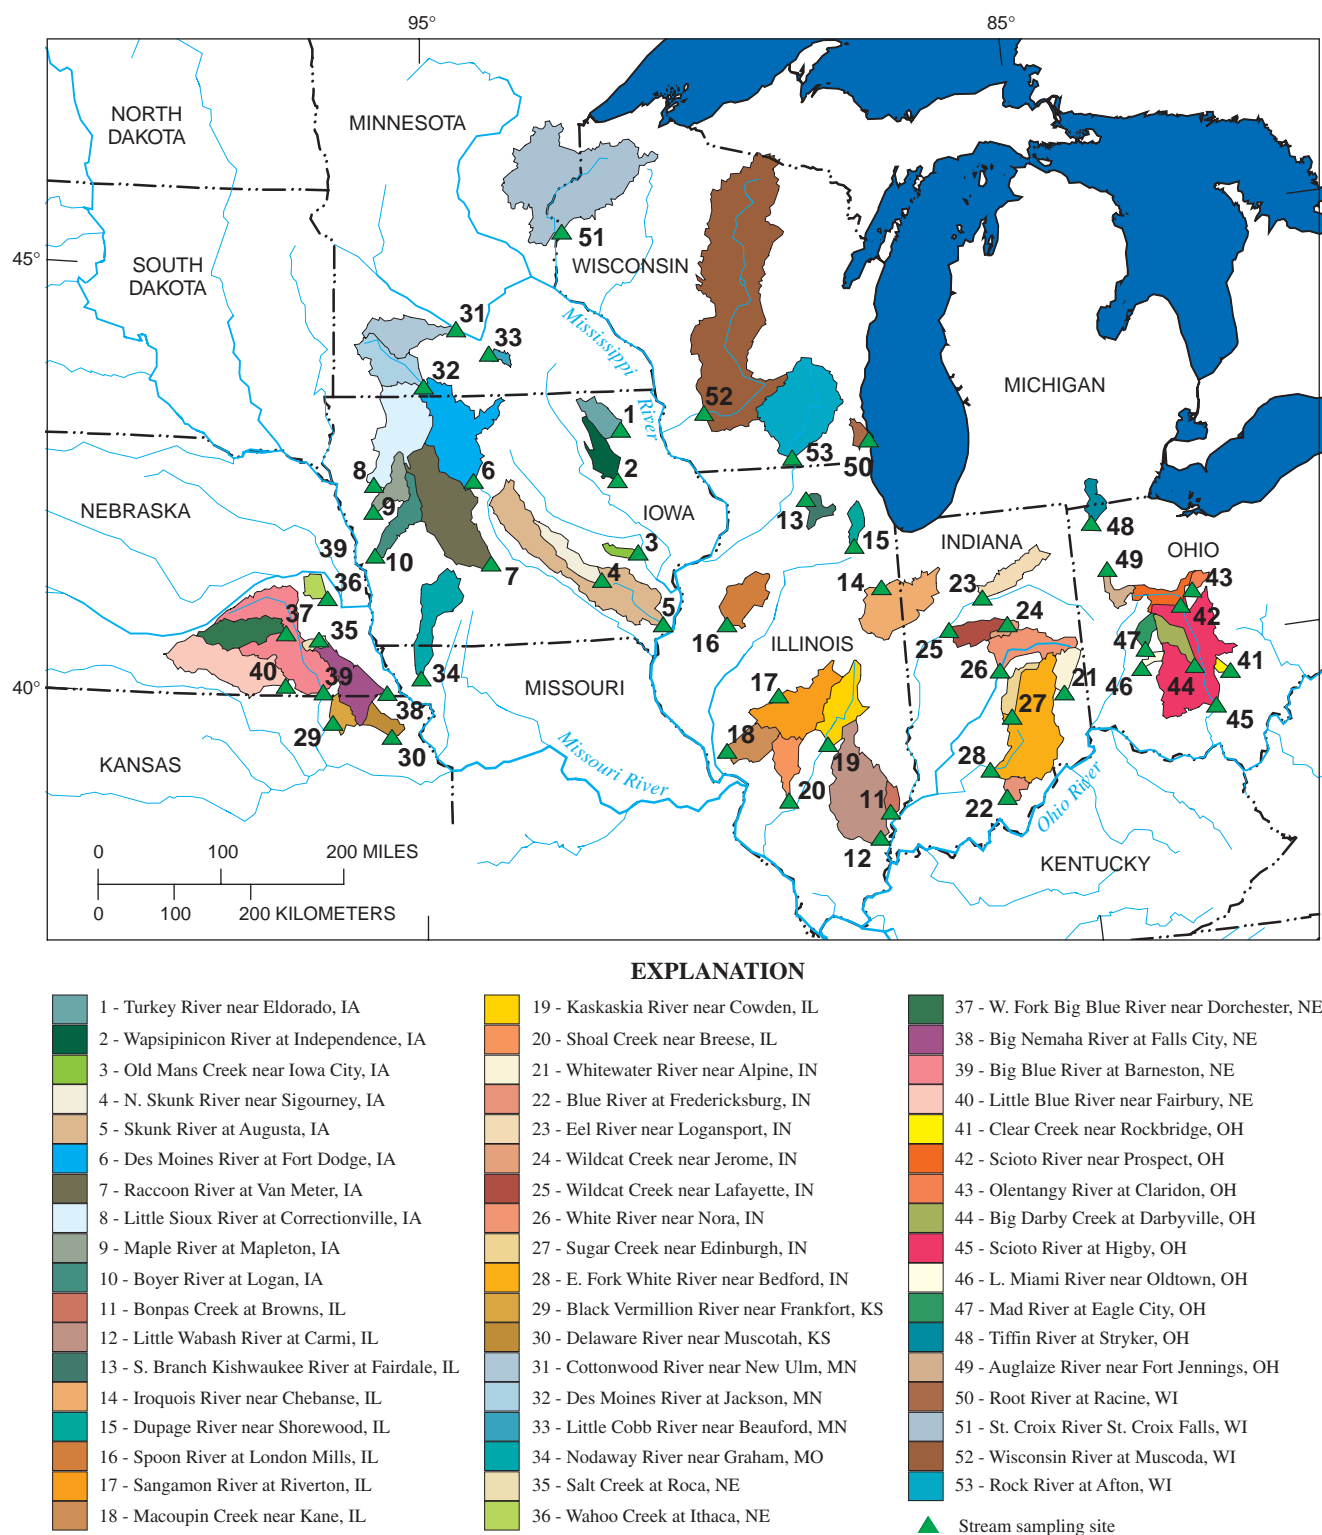 95°
85°
NORTH
DAKOTA
MINNESOTA
51
WISCONSIN
45°
SOUTH
DAKOTA
31
Mississippi
33
32
MICHIGAN
52
1
River
53
50
8
6
2
9
NEBRASKA
IOWA
13
48
39
10
7
3
15
INDIANA
OHIO
49
36
4
14
23
43
37
5
16
24
42
35
ILLINOIS
25
47
40
39
34
MISSOURI
26
21
41
17
46
44
38
27
45
29
18
30
Missouri River
19
28
KANSAS
20
11
22
Ohio River
12
0 100 200 MILES
KENTUCKY
0 100 200 KILOMETERS
40°
EXPLANATION
1 - Turkey River near Eldorado, IA
2 - Wapsipinicon River at Independence, IA
3 - Old Mans Creek near Iowa City, IA
4 - N. Skunk River near Sigourney, IA
5 - Skunk River at Augusta, IA
6 - Des Moines River at Fort Dodge, IA
7 - Raccoon River at Van Meter, IA
8 - Little Sioux River at Correctionville, IA
9 - Maple River at Mapleton, IA
10 - Boyer River at Logan, IA
11 - Bonpas Creek at Browns, IL
12 - Little Wabash River at Carmi, IL
13 - S. Branch Kishwaukee River at Fairdale, IL
14 - Iroquois River near Chebanse, IL
15 - Dupage River near Shorewood, IL
16 - Spoon River at London Mills, IL
17 - Sangamon River at Riverton, IL
18 - Macoupin Creek near Kane, IL
19 - Kaskaskia River near Cowden, IL
20 - Shoal Creek near Breese, IL
21 - Whitewater River near Alpine, IN
22 - Blue River at Fredericksburg, IN
23 - Eel River near Logansport, IN
24 - Wildcat Creek near Jerome, IN
25 - Wildcat Creek near Lafayette, IN
26 - White River near Nora, IN
27 - Sugar Creek near Edinburgh, IN
28 - E. Fork White River near Bedford, IN
29 - Black Vermillion River near Frankfort, KS
30 - Delaware River near Muscotah, KS
31 - Cottonwood River near New Ulm, MN
32 - Des Moines River at Jackson, MN
33 - Little Cobb River near Beauford, MN
34 - Nodaway River near Graham, MO
35 - Salt Creek at Roca, NE
36 - Wahoo Creek at Ithaca, NE
37 - W. Fork Big Blue River near Dorchester, NE
38 - Big Nemaha River at Falls City, NE
39 - Big Blue River at Barneston, NE
40 - Little Blue River near Fairbury, NE
41 - Clear Creek near Rockbridge, OH
42 - Scioto River near Prospect, OH
43 - Olentangy River at Claridon, OH
44 - Big Darby Creek at Darbyville, OH
45 - Scioto River at Higby, OH
46 - L. Miami River near Oldtown, OH
47 - Mad River at Eagle City, OH
48 - Tiffin River at Stryker, OH
49 - Auglaize River near Fort Jennings, OH
50 - Root River at Racine, WI
51 - St. Croix River St. Croix Falls, WI
52 - Wisconsin River at Muscoda, WI
53 - Rock River at Afton, WI
Stream sampling site